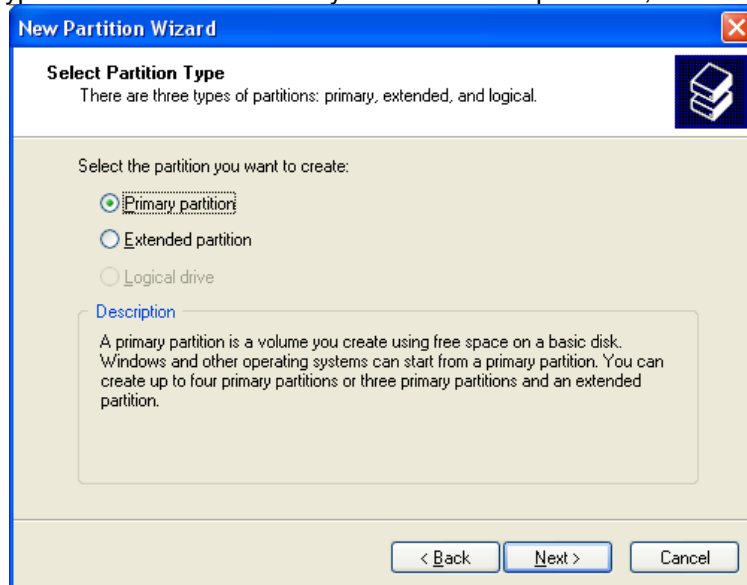 New Partition Wizard
Select Partition Type
There are three types of partitions: primary, extended, and logical.
Select the partition you want to create:
Primary partition
Extended partition
Logical drive
Description
A primary partition is a volume you create using free space on a basic disk.
Windows and other operating systems can start from a primary partition. You can
create up to four primary partitions or three primary partitions and an extended
partition.
< Back Next > Cancel